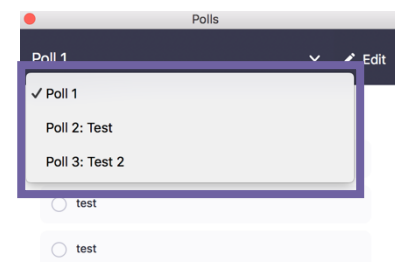 Polls
Poll 1
Edit
✓ Poll 1
Poll 2: Test
Poll 3: Test 2
test
test